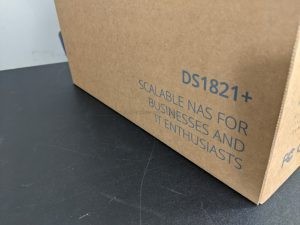 DS1821+
SCALABLE NAS FOR
BUSINESSES AND
IT ENTHUSIASTS